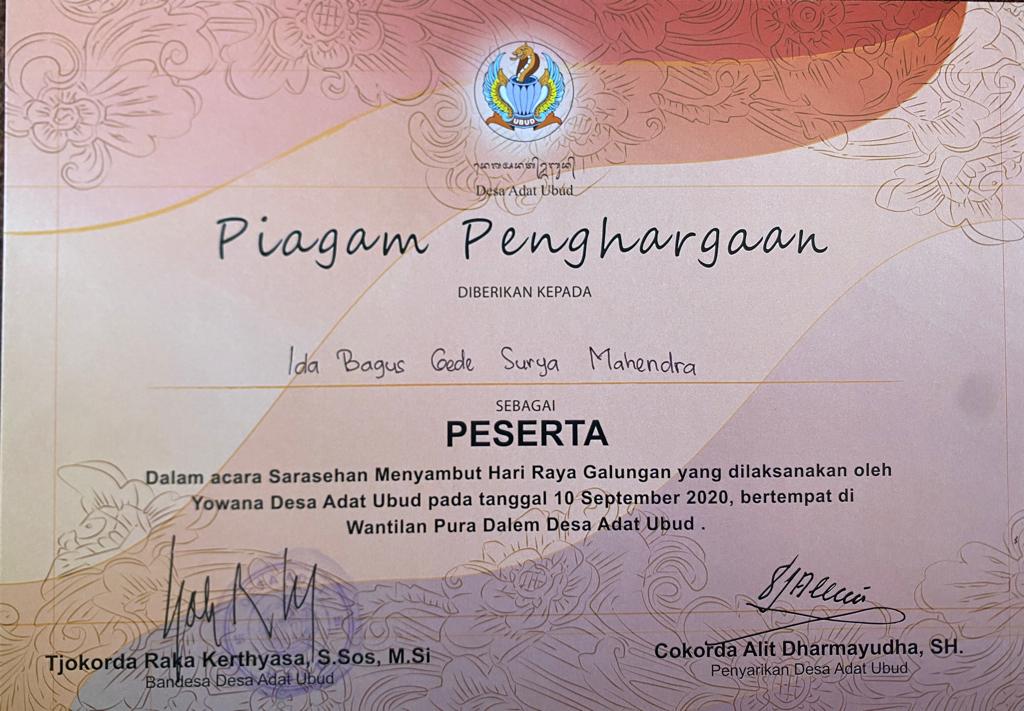 UBUD
Desa Adat Ubud
Piagam Penghargaan
DIBERIKAN KEPADA
Ida Bagus Gede Surya Mahendra
SEBAGAI
PESERTA
Dalam acara Sarasehan Menyambut Hari Raya Galungan yang dilaksanakan oleh
Yowana Desa Adat Ubud pada tanggal 10 September 2020, bertempat di
Wantilan Pura Dalem Desa Adat Ubud .
Tjokorda Raka Kerthyasa, S.Sos, M.Si
Bandesa Desa Adat Ubud
Cokorda Alit Dharmayudha, SH.
Penyarikan Desa Adat Ubud